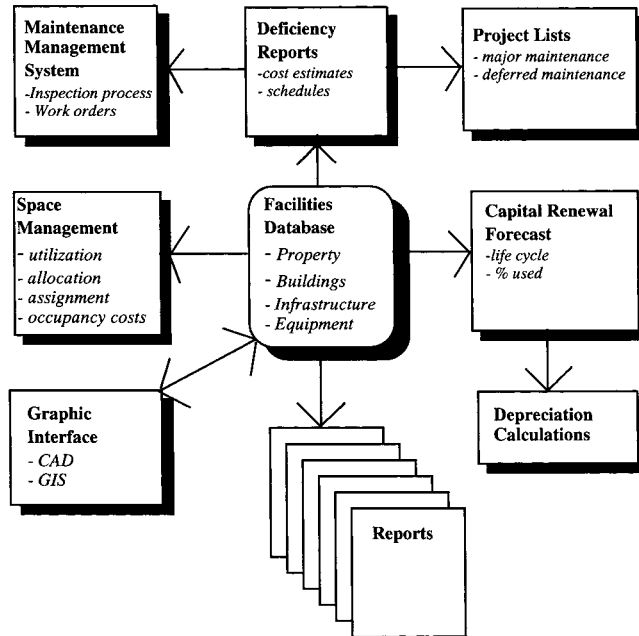 Maintenance
Management
System
-Inspection process
- Work orders
Deficiency
Reports
-cost estimates
- schedules
Project Lists
- major maintenance
- deferred maintenance
Space
Management
- utilization
- allocation
- assignment
- occupancy costs
Facilities
Database
- Property
- Buildings
- Infrastructure
- Equipment
Capital Renewal
Forecast
-life cycle
- % used
Graphic
Interface
- CAD
- GIS
Depreciation
Calculations
Reports